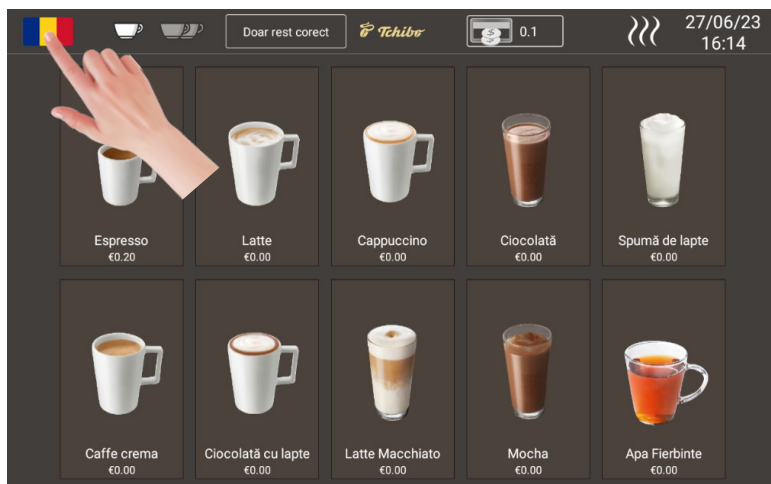 Doar rest corect
Tchibo
0.1
27/06/23
16:14
Espresso
€0.20
Latte
€0.00
Cappuccino
€0.00
Ciocolată
€0.00
Spumă de lapte
€0.00
Caffe crema
€0.00
Ciocolată cu lapte
€0.00
Latte Macchiato
€0.00
Mocha
€0.00
Apa Fierbinte
€0.00